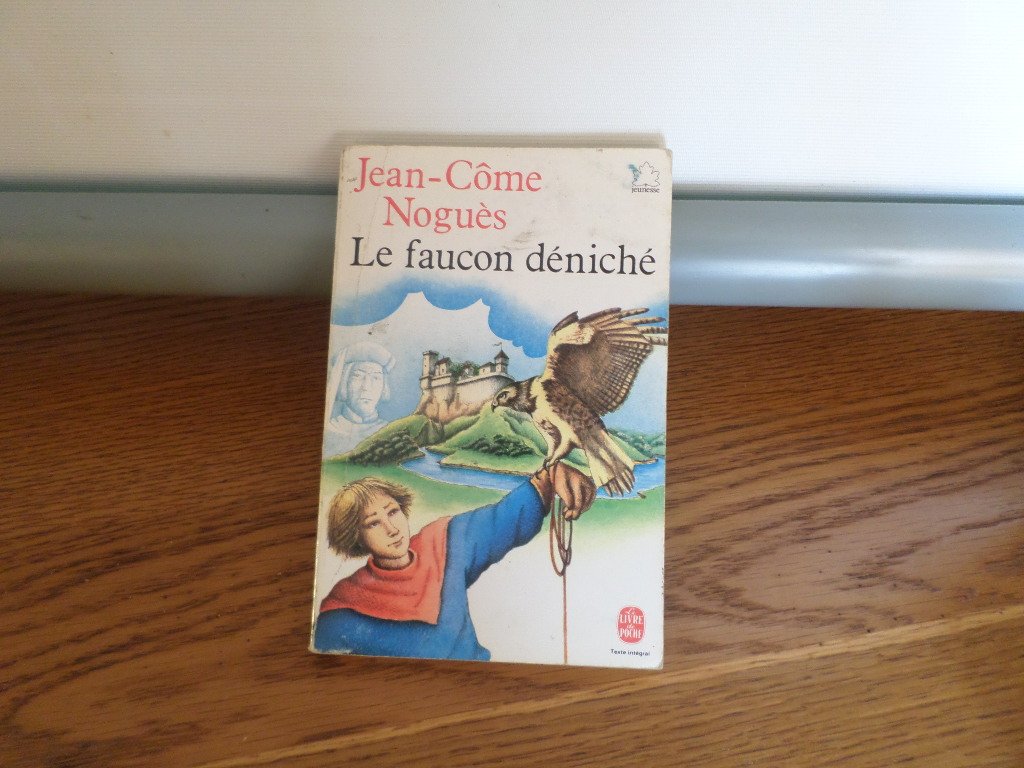 Jean-Côme
Noguès
Le faucon déniché
jeunesse
LE
LIVRE
de
POCHE
Texte intégral